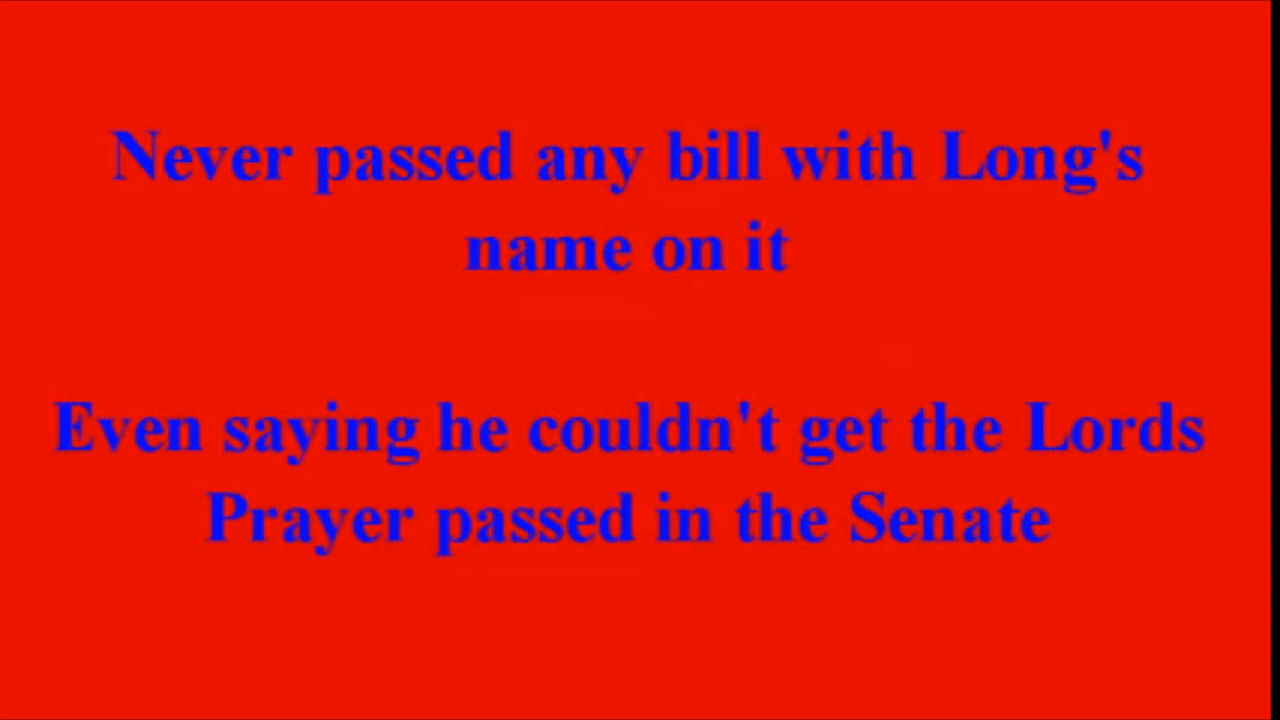 Never passed any bill with Long's
name on it
Even saying he couldn't get the Lords
Prayer passed in the Senate